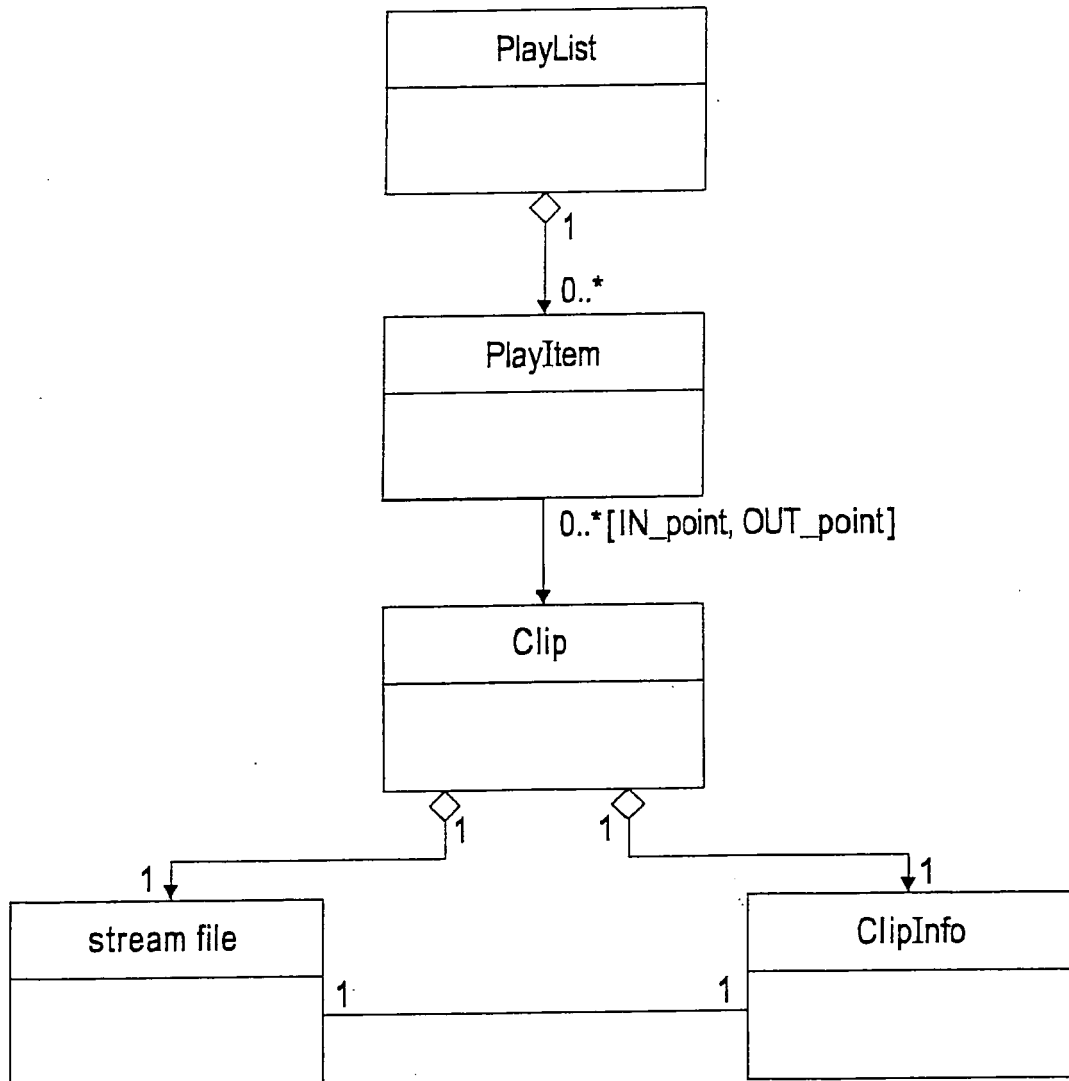 PlayList
1
0..*
PlayItem
0..* [IN_point, OUT_point]
Clip
1
1
1
1
stream file
ClipInfo
1
1